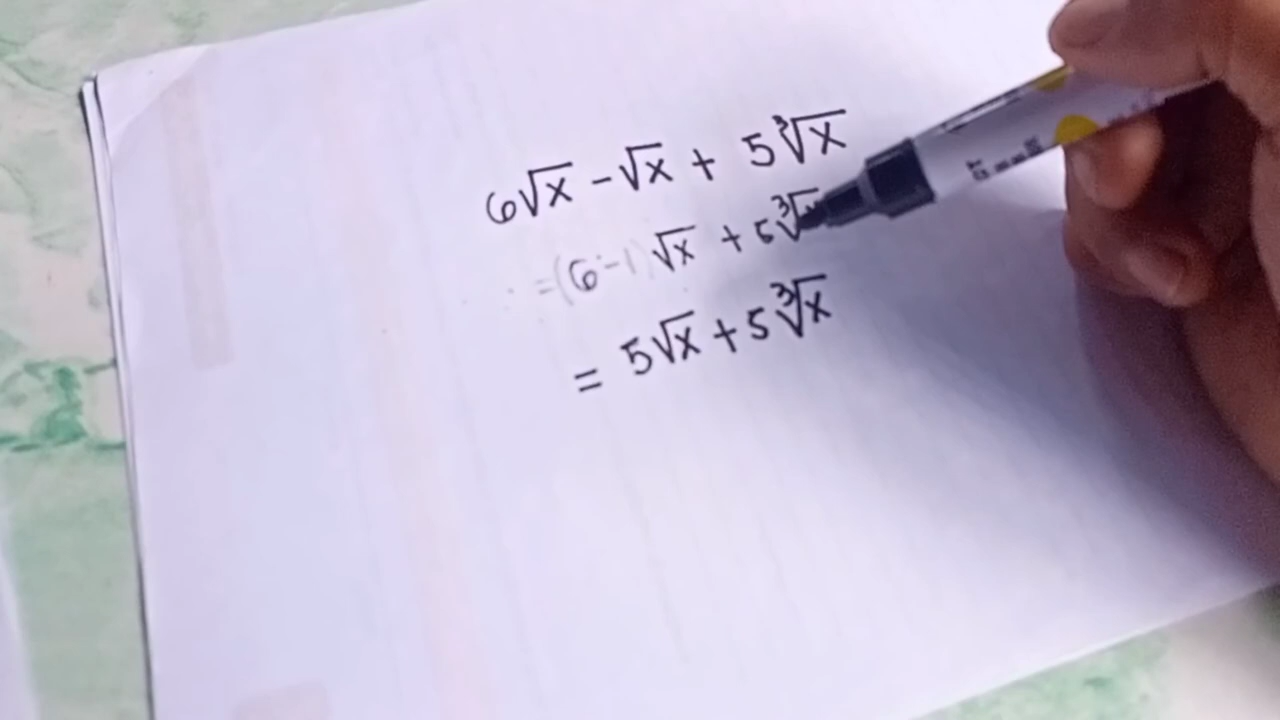 6√x - √x + 5∛x
= (6 - 1) √x + 5∛
= 5√x + 5∛x